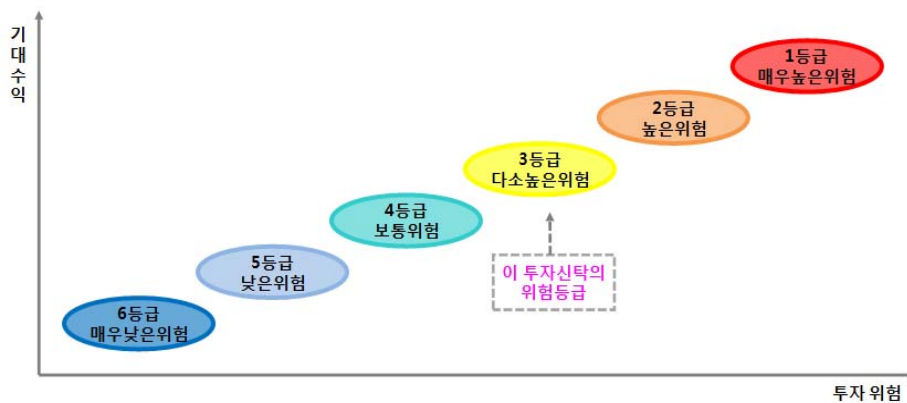 기대수익
1등급
매우높은위험
2등급
높은위험
3등급
다소높은위험
4등급
보통위험
이 투자신탁의
위험등급
5등급
낮은위험
6등급
매우낮은위험
투자 위험